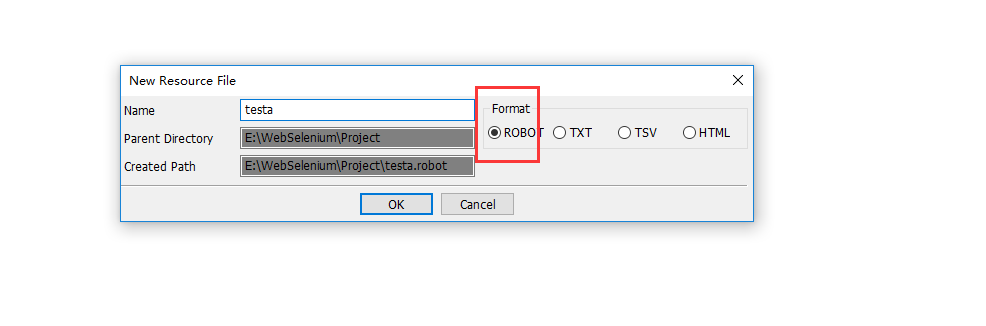 New Resource File
Name
testa
Format
Parent Directory
E:\WebSelenium\Project
ROBOT TXT TSV HTML
Created Path
E:\WebSelenium\Project\testa.robot
OK Cancel